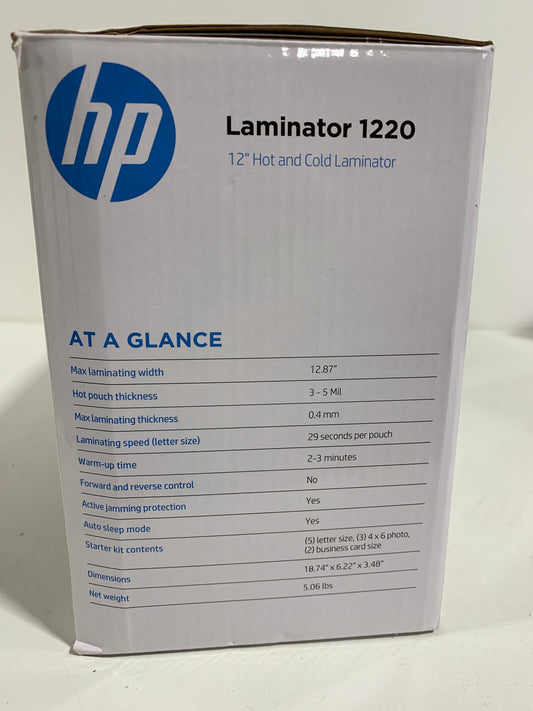 hp
Laminator 1220
12" Hot and Cold Laminator
AT A GLANCE
Max laminating width 12.87"
Hot pouch thickness 3 - 5 Mil
Max laminating thickness 0.4 mm
Laminating speed (letter size) 29 seconds per pouch
Warm-up time 2-3 minutes
Forward and reverse control No
Active jamming protection Yes
Auto sleep mode Yes
Starter kit contents (5) letter size, (3) 4 x 6 photo,
(2) business card size
Dimensions 18.74" x 6.22" x 3.48"
Net weight 5.06 lbs